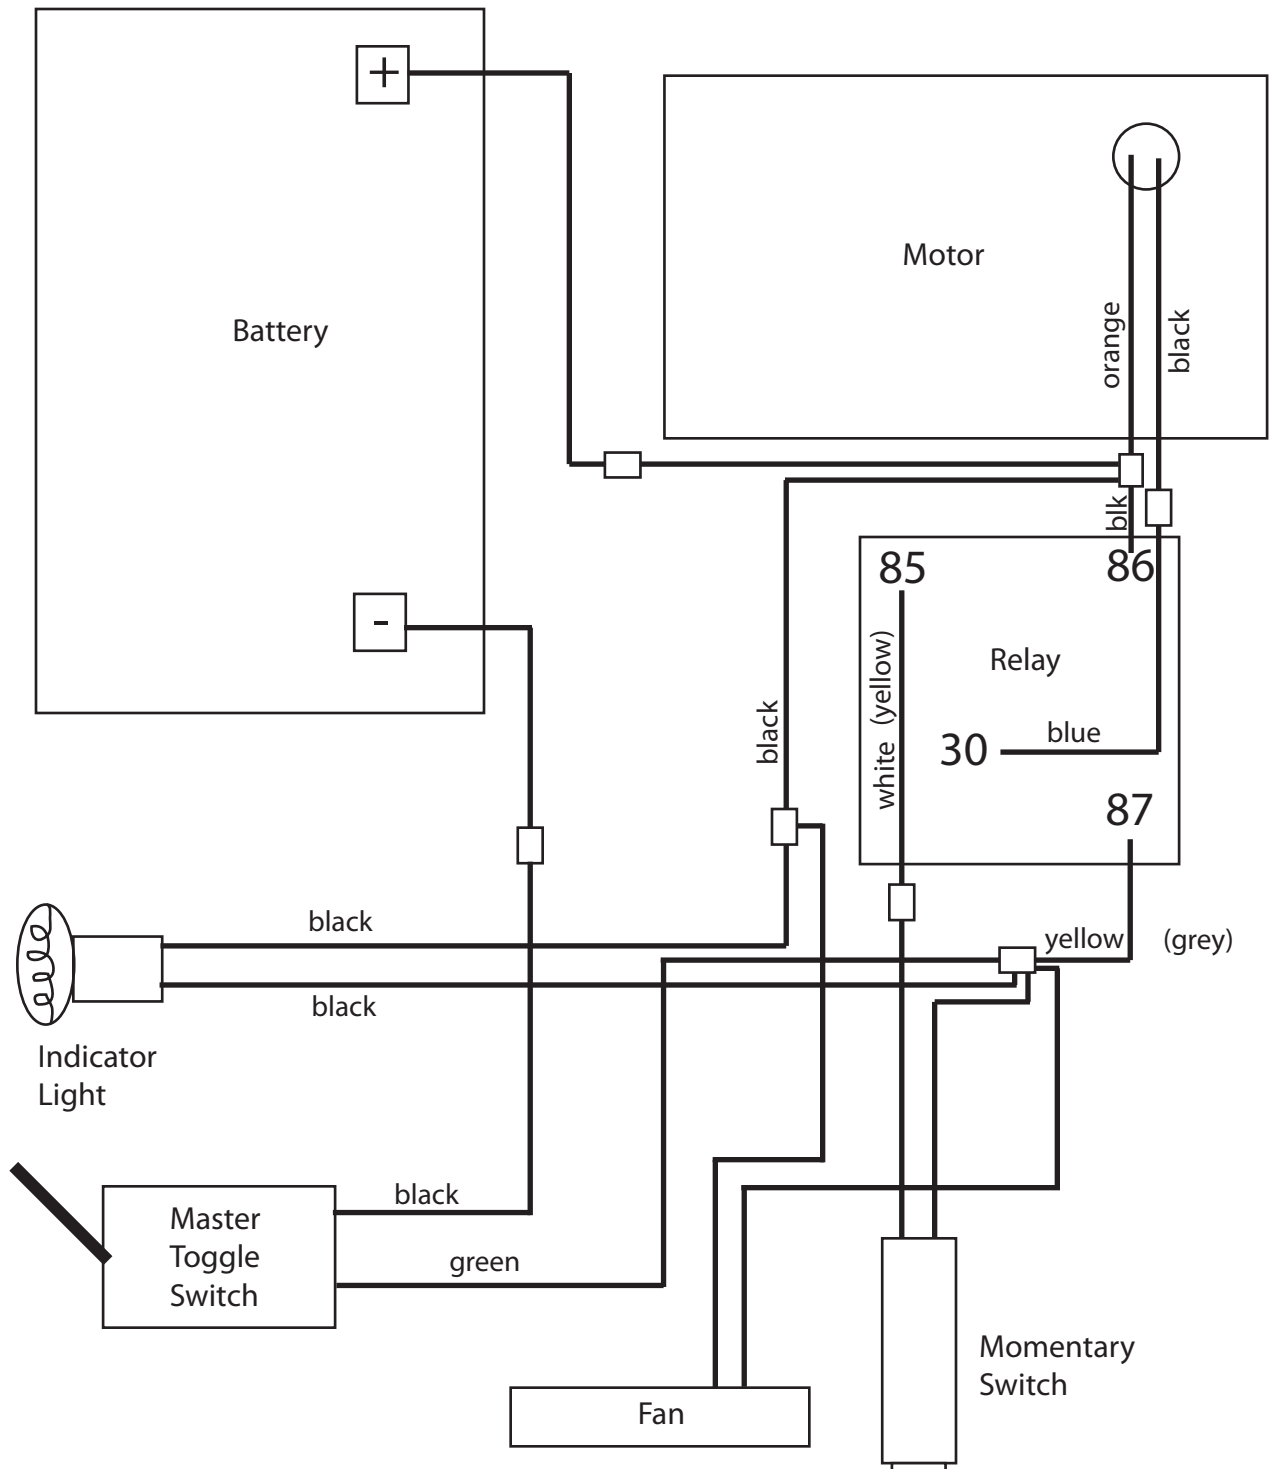 +
Battery
-
Motor
orange
black
blk
85
86
Relay
white (yellow)
30
blue
87
black
yellow
(grey)
black
black
Indicator
Light
Master
Toggle
Switch
black
green
Momentary
Switch
Fan